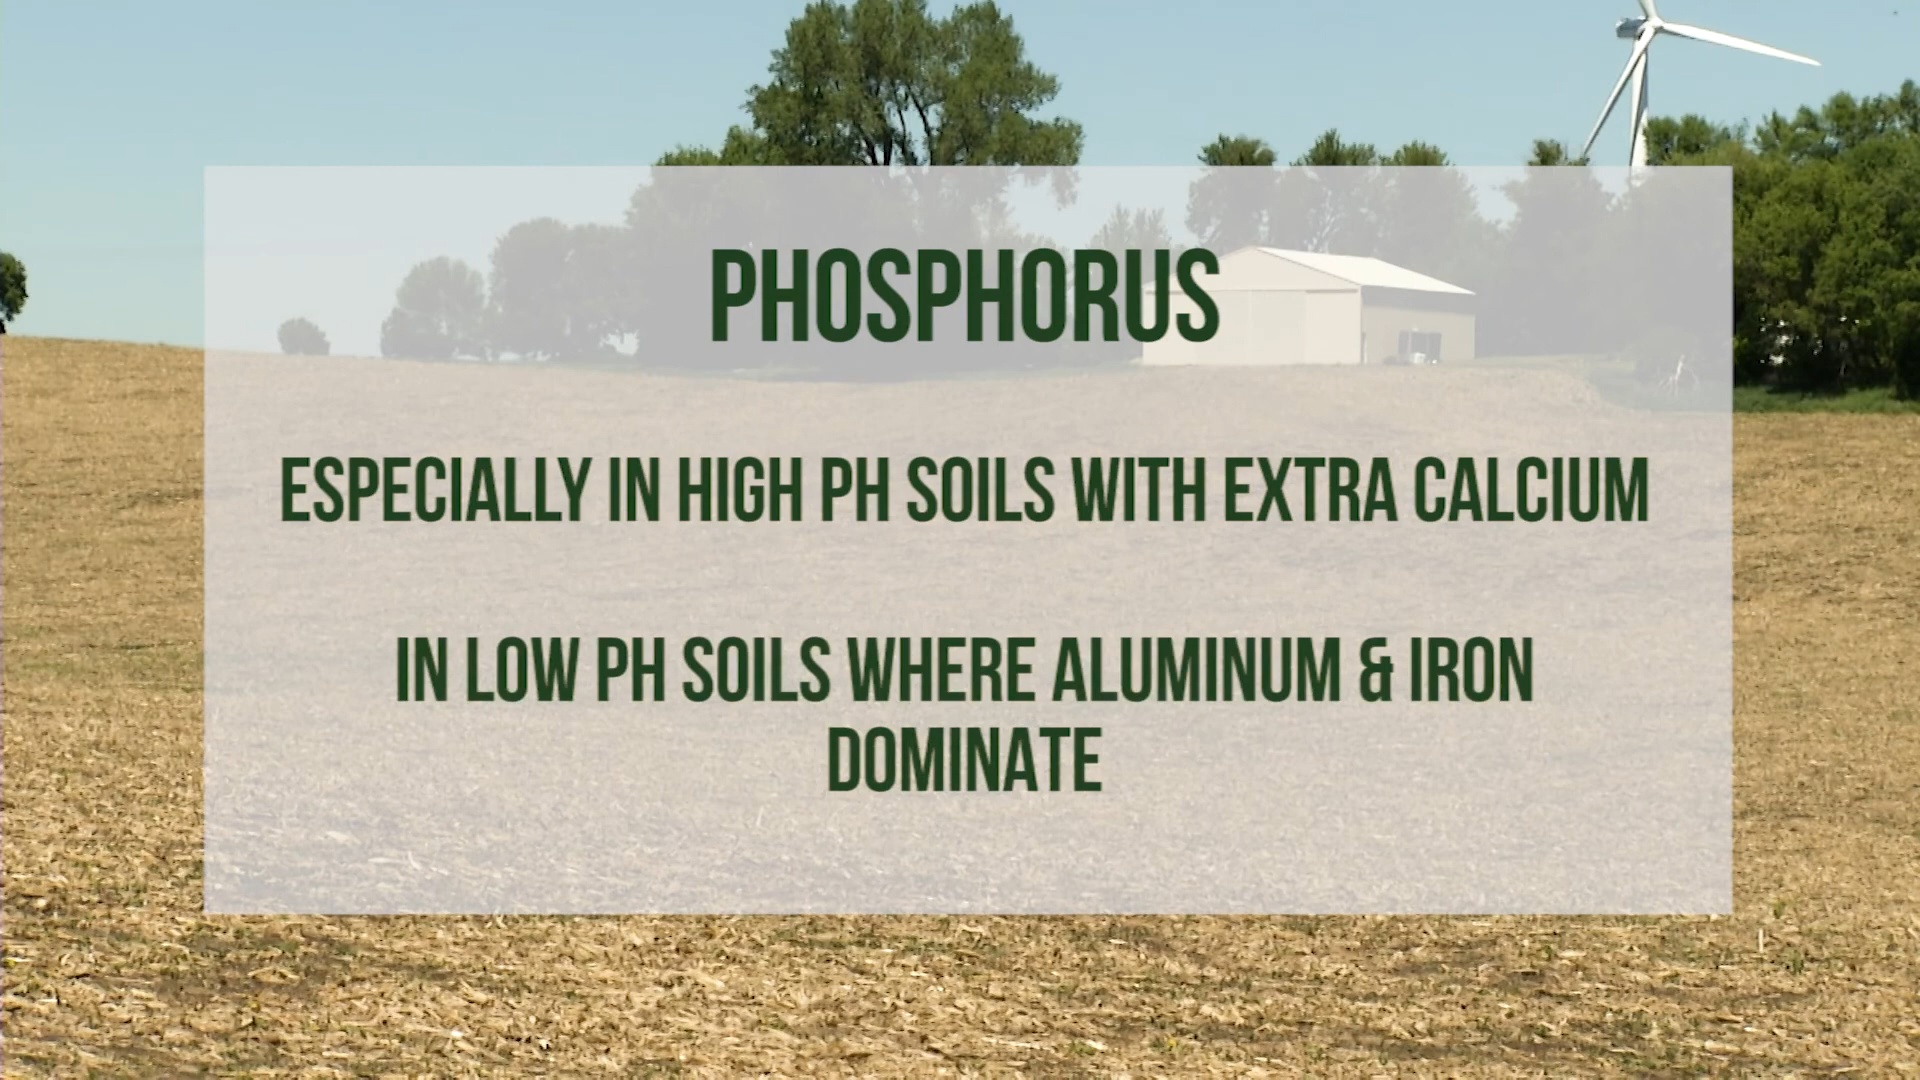 PHOSPHORUS
ESPECIALLY IN HIGH PH SOILS WITH EXTRA CALCIUM
IN LOW PH SOILS WHERE ALUMINUM & IRON
DOMINATE